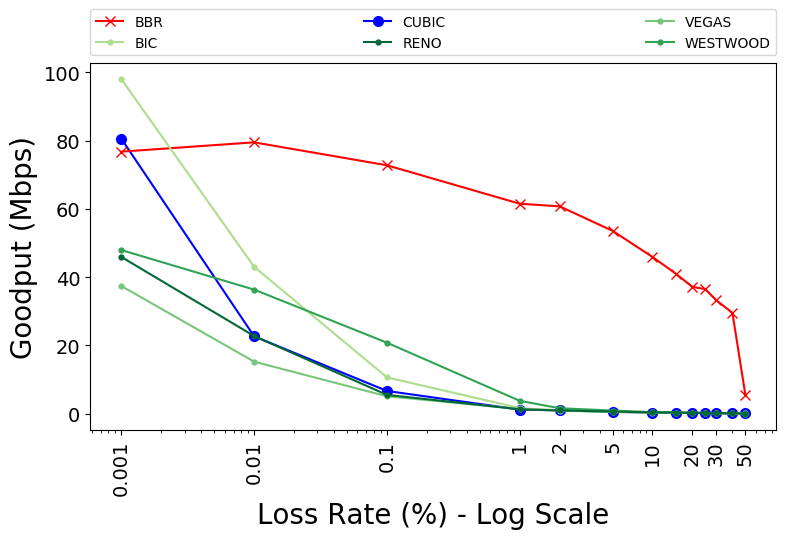 BBR CUBIC VEGAS
BIC RENO WESTWOOD
100
80
60
40
20
0
Goodput (Mbps)
0.001 0.01 0.1 1 2 5 10 20 30 50
Loss Rate (%) - Log Scale